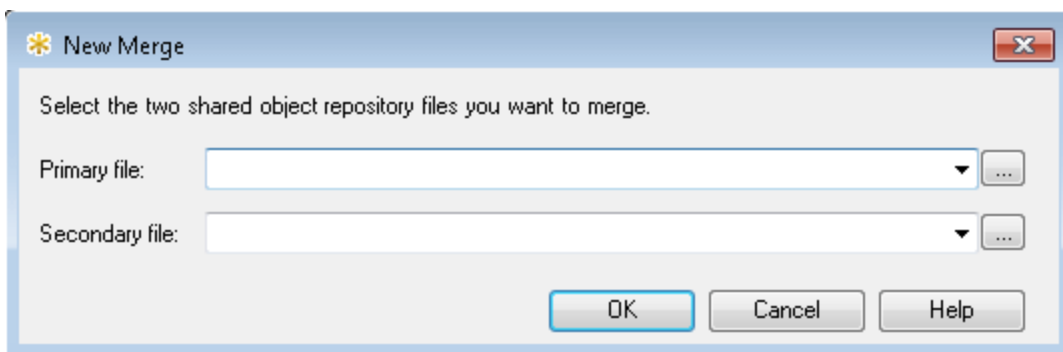 New Merge
Select the two shared object repository files you want to merge.
Primary file:
...
Secondary file:
...
OK Cancel Help